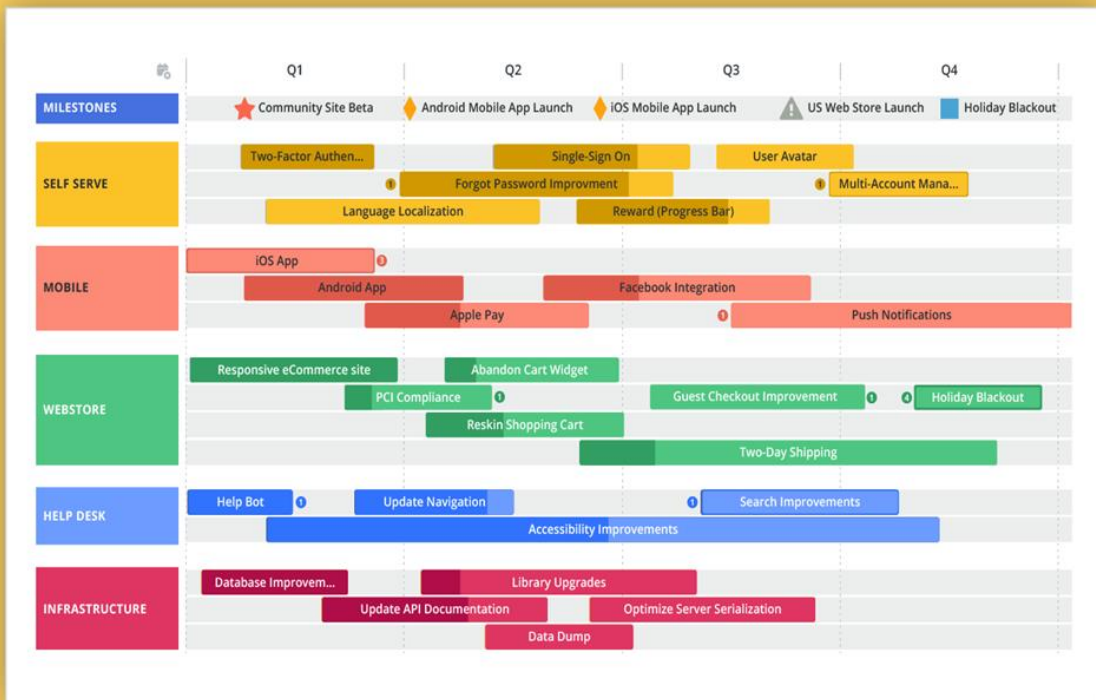 Q1 Q2 Q3 Q4
MILESTONES Community Site Beta Android Mobile App Launch iOS Mobile App Launch US Web Store Launch Holiday Blackout
Two-Factor Authen... Single-Sign On User Avatar
SELF SERVE 1 Forgot Password Improvment 1 Multi-Account Mana...
Language Localization Reward (Progress Bar)
iOS App 3
MOBILE Android App Facebook Integration
Apple Pay 1 Push Notifications
Responsive eCommerce site Abandon Cart Widget
PCI Compliance 1 Guest Checkout Improvement 1 4 Holiday Blackout
WEBSTORE
Reskin Shopping Cart
Two-Day Shipping
Help Bot 1 Update Navigation 1 Search Improvements
HELP DESK
Accessibility Improvements
Database Improvem... Library Upgrades
INFRASTRUCTURE Update API Documentation Optimize Server Serialization
Data Dump